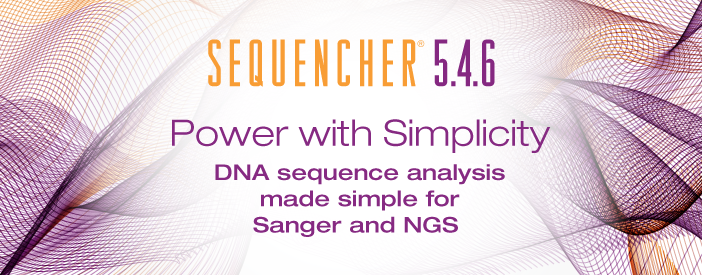 SEQUENCHER® 5.4.6
Power with Simplicity
DNA sequence analysis
made simple for
Sanger and NGS